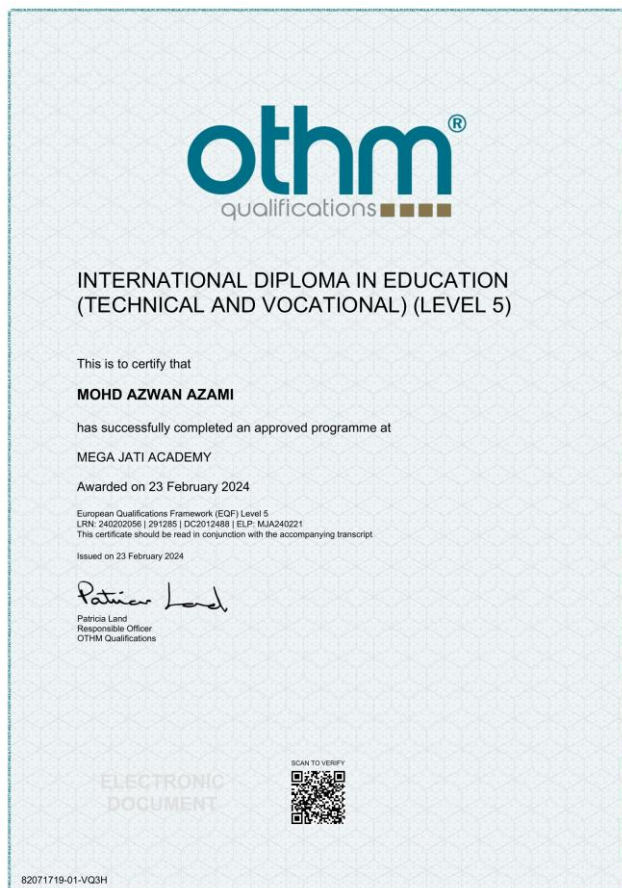 othm®
qualifications
INTERNATIONAL DIPLOMA IN EDUCATION
(TECHNICAL AND VOCATIONAL) (LEVEL 5)
This is to certify that
MOHD AZWAN AZAMI
has successfully completed an approved programme at
MEGA JATI ACADEMY
Awarded on 23 February 2024
European Qualifications Framework (EQF) Level 5
LRN: 240202056 | 291285 | DC2012488 | ELP: MJA240221
This certificate should be read in conjunction with the accompanying transcript
Issued on 23 February 2024
Patricia Land
Patricia Land
Responsible Officer
OTHM Qualifications
SCAN TO VERIFY
ELECTRONIC
DOCUMENT
82071719-01-VQ3H